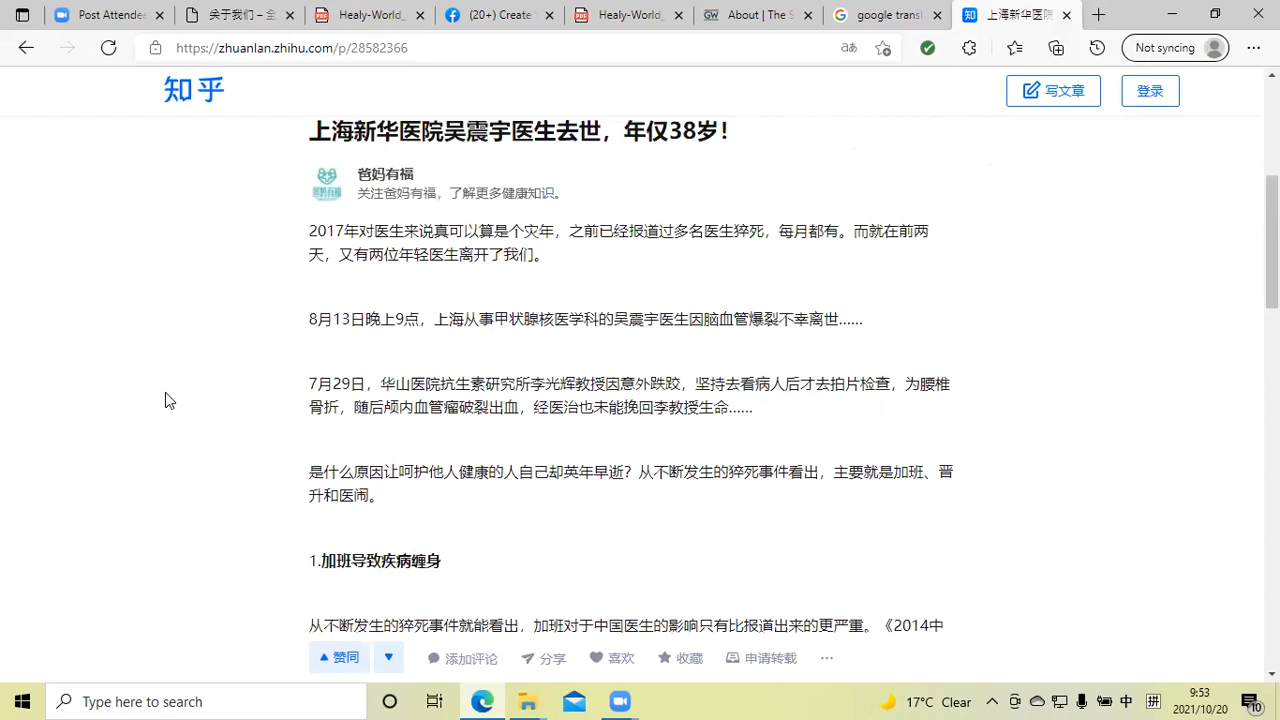 Post Attende
关于我们 - 全
Healy-World_
(20+) Create
Healy-World_
About | The S
google transl
上海新华医院
https://zhuanlan.zhihu.com/p/28582366
aあ
Not syncing
知乎
写文章
登录
上海新华医院吴震宇医生去世，年仅38岁！
爸妈有福
关注爸妈有福，了解更多健康知识。
2017年对医生来说真可以算是个灾年，之前已经报道过多名医生猝死，每月都有。而就在前两
天，又有两位年轻医生离开了我们。
8月13日晚上9点，上海从事甲状腺核医学科的吴震宇医生因脑血管爆裂不幸离世......
7月29日，华山医院抗生素研究所李光辉教授因意外跌跤，坚持去看病人后才去拍片检查，为腰椎
骨折，随后颅内血管瘤破裂出血，经医治也未能挽回李教授生命......
是什么原因让呵护他人健康的人自己却英年早逝？从不断发生的猝死事件看出，主要就是加班、晋
升和医闹。
1.加班导致疾病缠身
从不断发生的猝死事件就能看出，加班对于中国医生的影响只有比报道出来的更严重。《2014中
赞同
添加评论
分享
喜欢
收藏
申请转载
Type here to search
17°C Clear
中
拼
9:53
2021/10/20
10